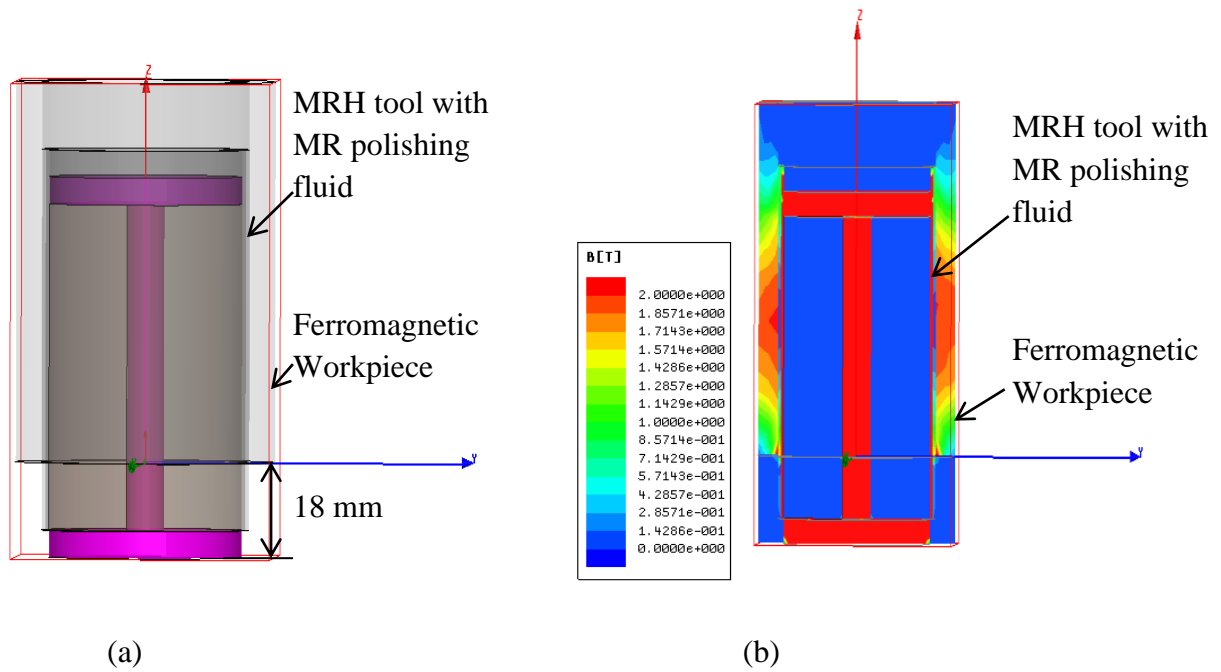 Z
MRH tool with
MR polishing
fluid
Ferromagnetic
Workpiece
Y
18 mm
(a)
Z
MRH tool with
MR polishing
fluid
Ferromagnetic
Workpiece
Y
B[T]
2.0000e+000
1.8571e+000
1.7143e+000
1.5714e+000
1.4286e+000
1.2857e+000
1.1429e+000
1.0000e+000
8.5714e-001
7.1429e-001
5.7143e-001
4.2857e-001
2.8571e-001
1.4286e-001
0.0000e+000
(b)